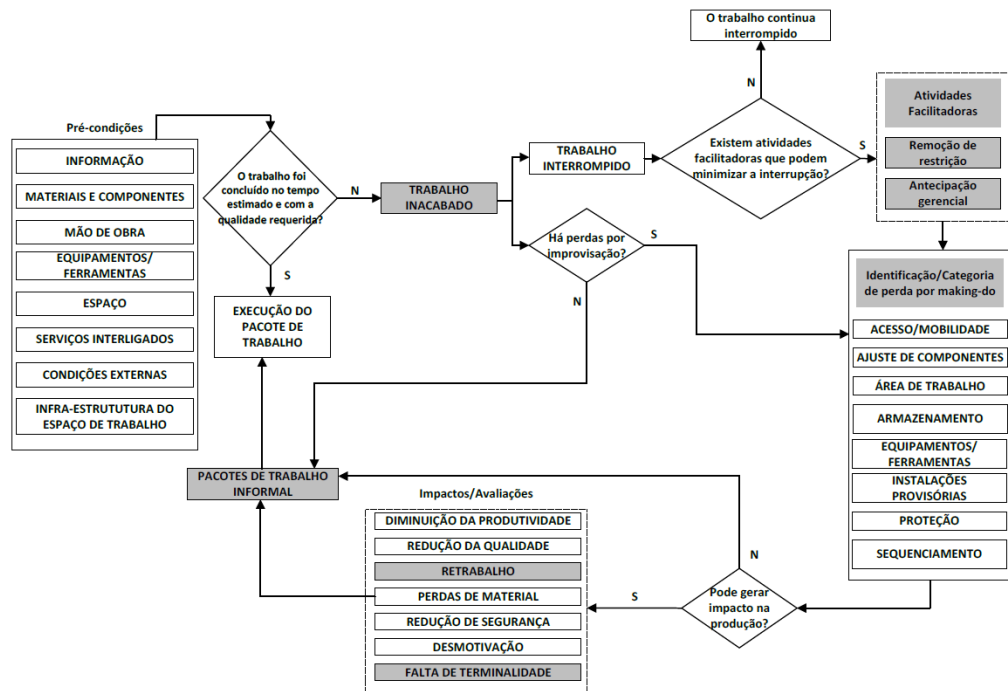 Pré-condições
INFORMAÇÃO
MATERIAIS E COMPONENTES
MÃO DE OBRA
EQUIPAMENTOS/
FERRAMENTAS
ESPAÇO
SERVIÇOS INTERLIGADOS
CONDIÇÕES EXTERNAS
INFRA-ESTRUTUTURA DO
ESPAÇO DE TRABALHO
O trabalho foi
concluído no tempo
estimado e com a
qualidade requerida?
N
S
EXECUÇÃO DO
PACOTE DE
TRABALHO
TRABALHO
INACABADO
TRABALHO
INTERROMPIDO
Há perdas por
improvisação?
S
N
O trabalho continua
interrompido
N
Existem atividades
facilitadoras que podem
minimizar a interrupção?
S
Atividades
Facilitadoras
Remoção de
restrição
Antecipação
gerencial
Identificação/Categoria
de perda por making-do
ACESSO/MOBILIDADE
AJUSTE DE COMPONENTES
ÁREA DE TRABALHO
ARMAZENAMENTO
EQUIPAMENTOS/
FERRAMENTAS
INSTALAÇÕES
PROVISÓRIAS
PROTEÇÃO
SEQUENCIAMENTO
Pode gerar
impacto na
produção?
N
S
Impactos/Avaliações
DIMINUIÇÃO DA PRODUTIVIDADE
REDUÇÃO DA QUALIDADE
RETRABALHO
PERDAS DE MATERIAL
REDUÇÃO DE SEGURANÇA
DESMOTIVAÇÃO
FALTA DE TERMINALIDADE
PACOTES DE TRABALHO
INFORMAL